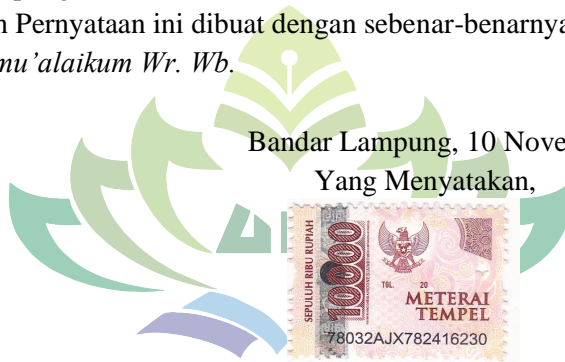 Pernyataan ini dibuat dengan sebenar-benarnya
mu’alaikum Wr. Wb.
Bandar Lampung, 10 Nove
Yang Menyatakan,
SEPULUH RIBU RUPIAH
10000
TGL. 20
METERAI
TEMPEL
78032AJX782416230